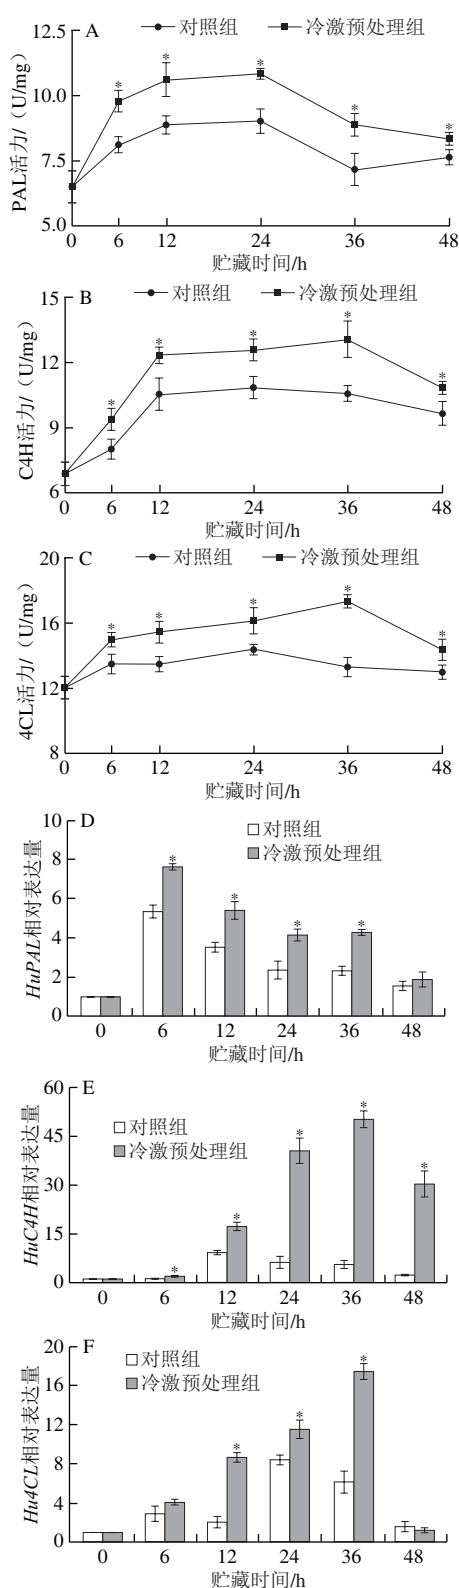 A 对照组 冷激预处理组
PAL活力/（U/mg）
12.5
10.0
7.5
5.0
* * * * *
0 6 12 24 36 48
贮藏时间/h
B 对照组 冷激预处理组
C4H活力/（U/mg）
15
12
9
6
* * * * *
0 6 12 24 36 48
贮藏时间/h
C 对照组 冷激预处理组
4CL活力/（U/mg）
20
16
12
8
* * * * *
0 6 12 24 36 48
贮藏时间/h
D
对照组
冷激预处理组
HuPAL相对表达量
10
8
6
4
2
0
* * * *
0 6 12 24 36 48
贮藏时间/h
E
对照组
冷激预处理组
HuC4H相对表达量
60
45
30
15
0
* * * * *
0 6 12 24 36 48
贮藏时间/h
F
对照组
冷激预处理组
Hu4CL相对表达量
20
16
12
8
4
0
* * *
0 6 12 24 36 48
贮藏时间/h